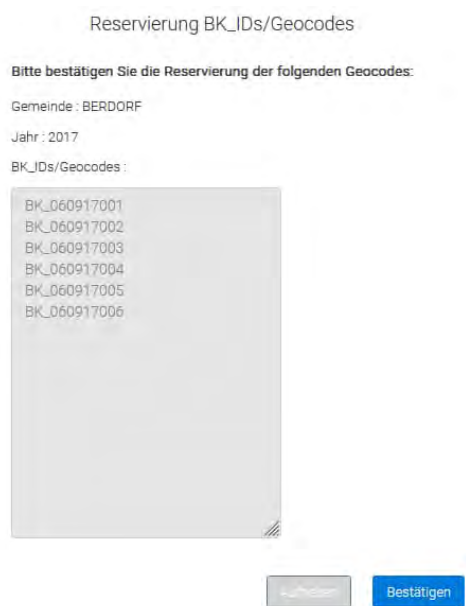 Reservierung BK_IDs/Geocodes
Bitte bestätigen Sie die Reservierung der folgenden Geocodes:
Gemeinde : BERDORF
Jahr : 2017
BK_IDs/Geocodes :
BK_060917001
BK_060917002
BK_060917003
BK_060917004
BK_060917005
BK_060917006
Bestätigen